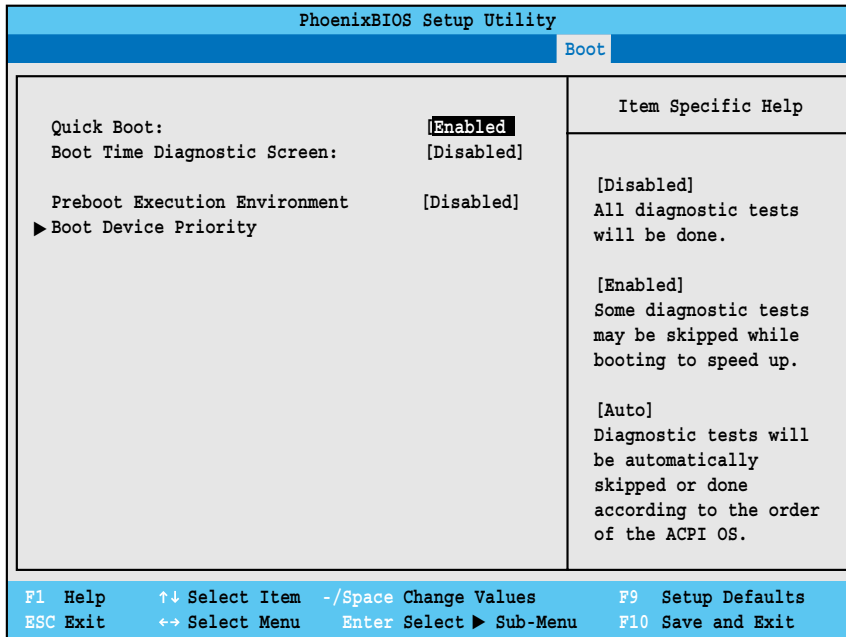 PhoenixBIOS Setup Utility
Boot
Quick Boot: [Enabled
Boot Time Diagnostic Screen: [Disabled]
Preboot Execution Environment [Disabled]
▶ Boot Device Priority
Item Specific Help
[Disabled]
All diagnostic tests
will be done.
[Enabled]
Some diagnostic tests
may be skipped while
booting to speed up.
[Auto]
Diagnostic tests will
be automatically
skipped or done
according to the order
of the ACPI OS.
F1 Help ↑↓ Select Item -/Space Change Values F9 Setup Defaults
ESC Exit ←→ Select Menu Enter Select ▶ Sub-Menu F10 Save and Exit